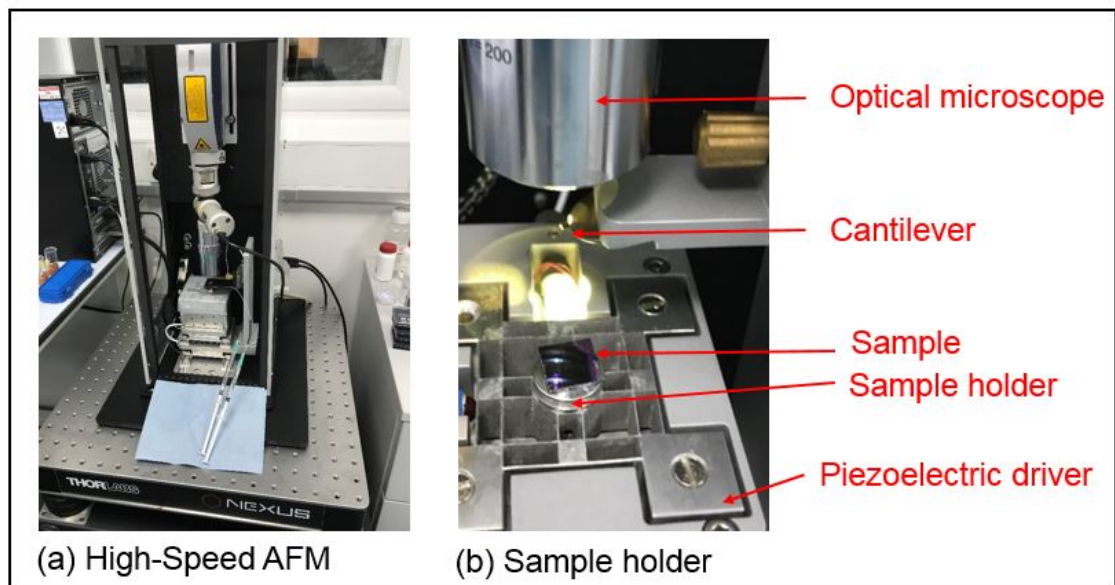 200
Optical microscope
Cantilever
Sample
Sample holder
Piezoelectric driver
THORLABS
NEXUS
(a) High-Speed AFM
(b) Sample holder